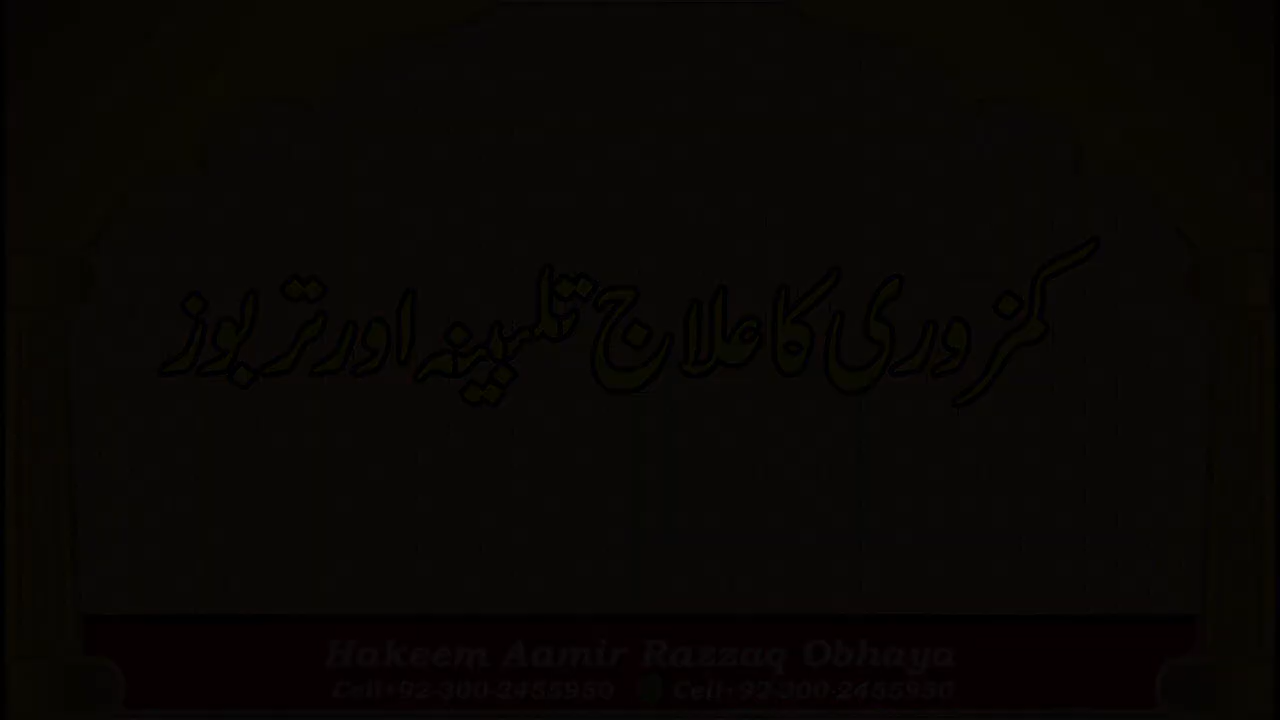 کمزوری کا علاج تلبینہ اور تربوز
Hakeem Aamir Razzaq Obhaya
Cell+92-300-2455950 Cell+92-300-2455950